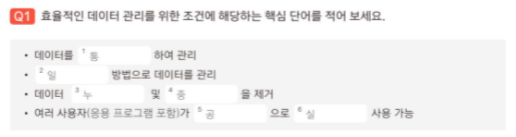 Q1 효율적인 데이터 관리를 위한 조건에 해당하는 핵심 단어를 적어 보세요.
• 데이터를 1 통 하여 관리
• 2 일 방법으로 데이터를 관리
• 데이터 3 누 및 4 중 을 제거
• 여러 사용자(응용 프로그램 포함)가 5 공 으로 6 실 사용 가능